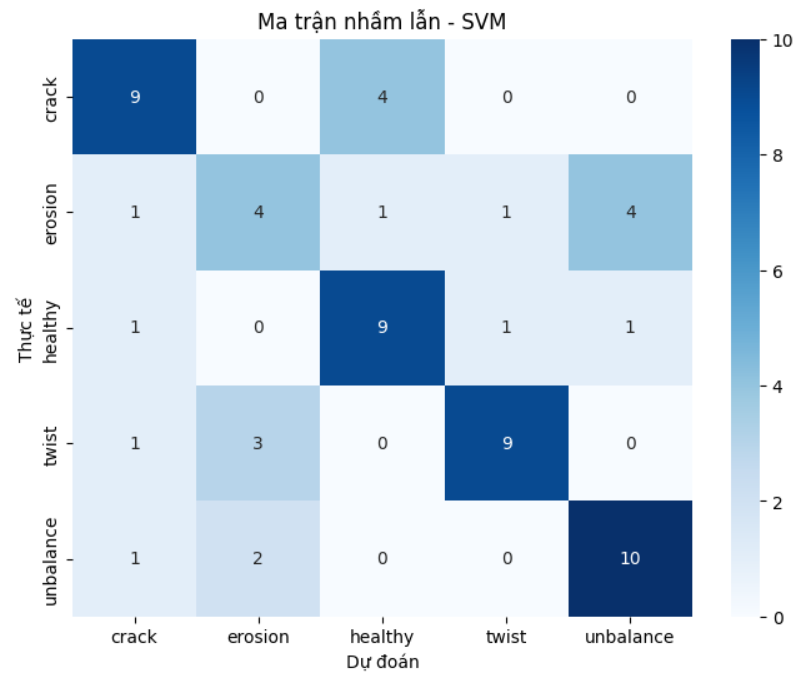 Ma trận nhầm lẫn - SVM
Thực tế
crack
9 0 4 0 0
erosion
1 4 1 1 4
healthy
1 0 9 1 1
twist
1 3 0 9 0
unbalance
1 2 0 0 10
crack erosion healthy twist unbalance
Dự đoán
10
8
6
4
2
0